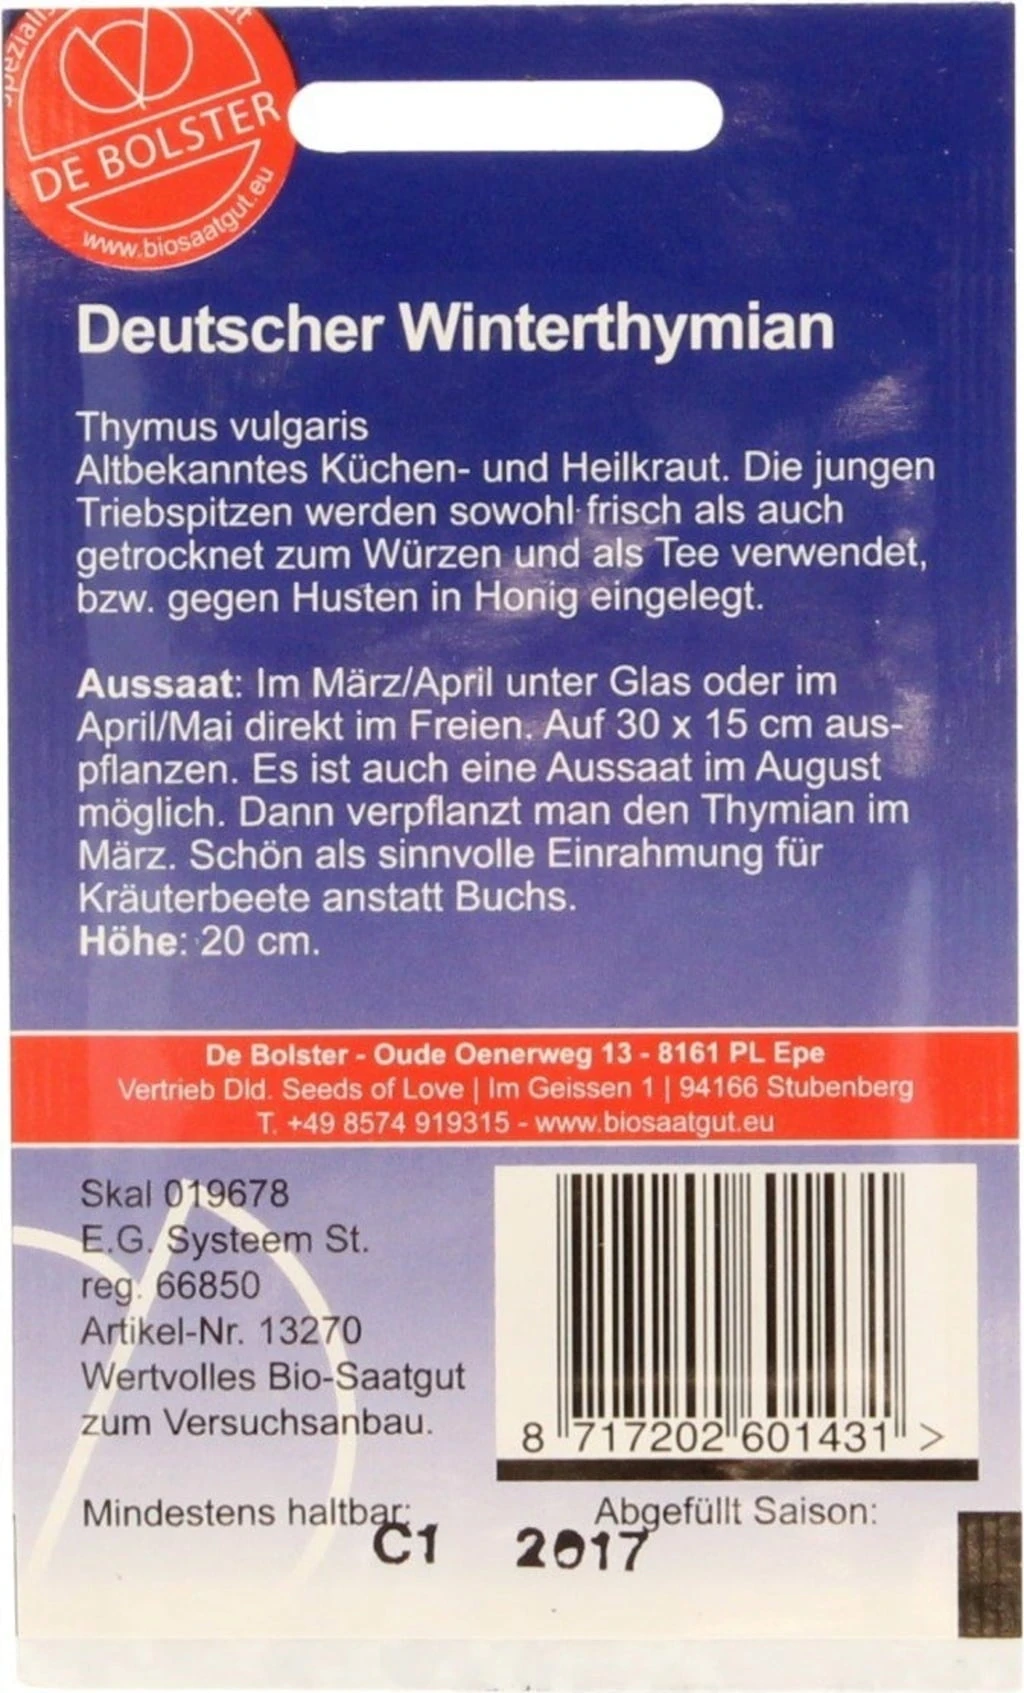 DE BOLSTER
www.biosaatgut.eu
Deutscher Winterthymian
Thymus vulgaris
Altbekanntes Küchen- und Heilkraut. Die jungen
Triebspitzen werden sowohl frisch als auch
getrocknet zum Würzen und als Tee verwendet,
bzw. gegen Husten in Honig eingelegt.
Aussaat: Im März/April unter Glas oder im
April/Mai direkt im Freien. Auf 30 x 15 cm aus-
pflanzen. Es ist auch eine Aussaat im August
möglich. Dann verpflanzt man den Thymian im
März. Schön als sinnvolle Einrahmung für
Kräuterbeete anstatt Buchs.
Höhe: 20 cm.
De Bolster - Oude Oenerweg 13 - 8161 PL Epe
Vertrieb Dld. Seeds of Love | Im Geissen 1 | 94166 Stubenberg
T. +49 8574 919315 - www.biosaatgut.eu
Skal 019678
E.G. Systeem St.
reg. 66850
Artikel-Nr. 13270
Wertvolles Bio-Saatgut
zum Versuchsanbau.
8 717202 601431 >
Mindestens haltbar: Abgefüllt Saison:
C1 2017